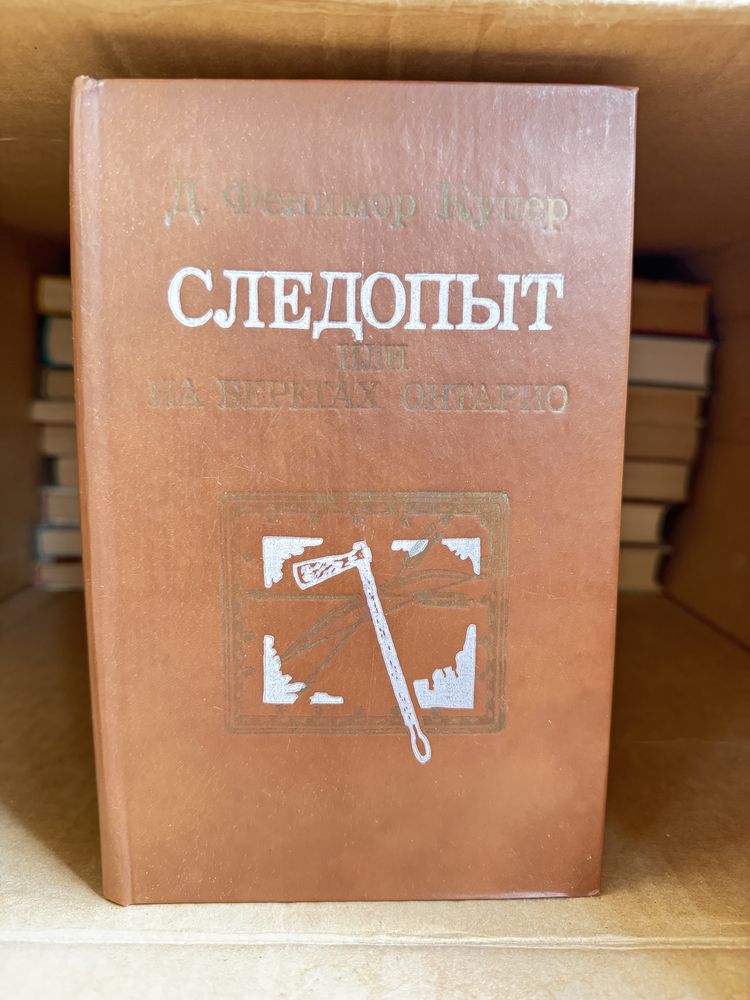 Д. Фенимор Купер
СЛЕДОПЫТ
ИЛИ
НА БЕРЕГАХ ОНТАРИО